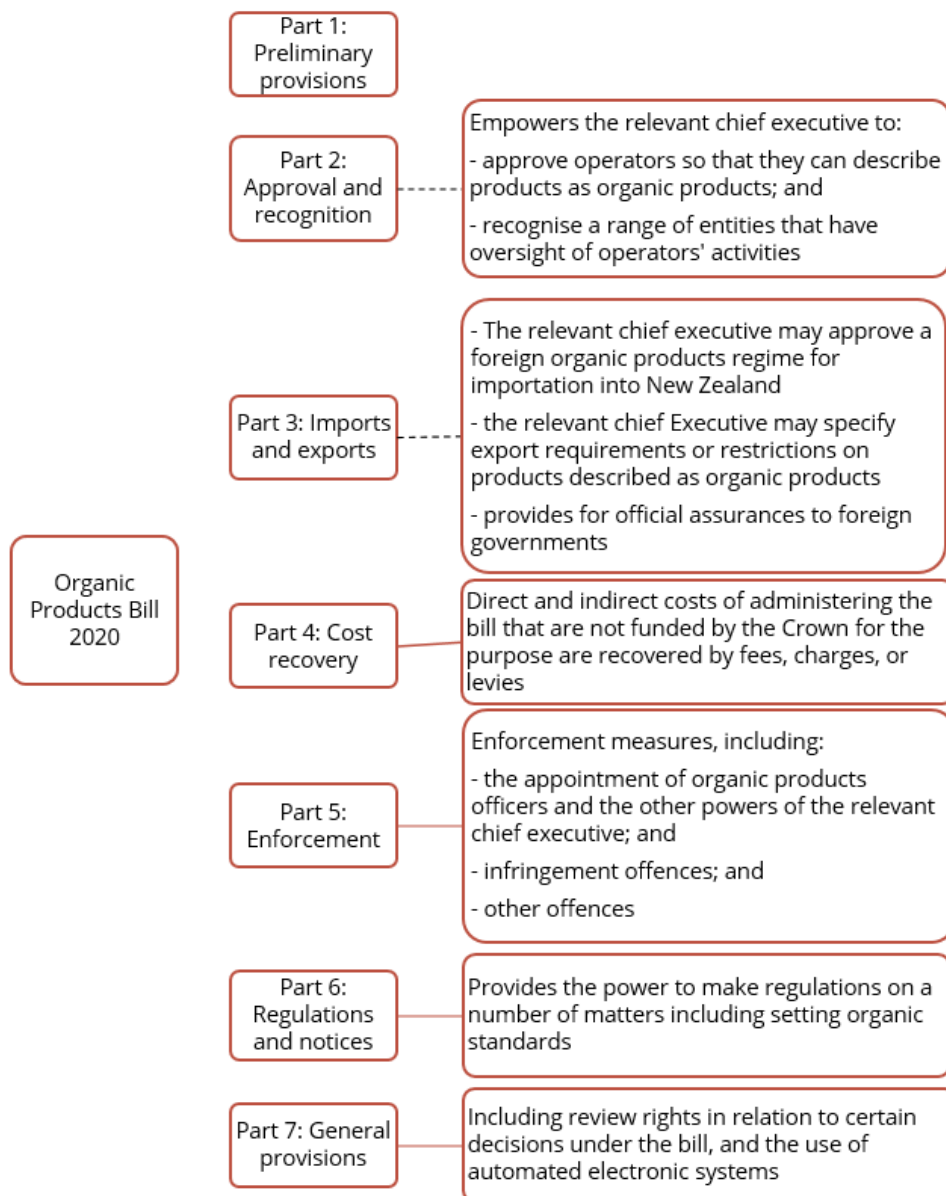 Part 1:
Preliminary
provisions
Part 2:
Approval and
recognition
Empowers the relevant chief executive to:
- approve operators so that they can describe
products as organic products; and
- recognise a range of entities that have
oversight of operators' activities
Part 3: Imports
and exports
- The relevant chief executive may approve a
foreign organic products regime for
importation into New Zealand
- the relevant chief Executive may specify
export requirements or restrictions on
products described as organic products
- provides for official assurances to foreign
governments
Organic
Products Bill
2020
Part 4: Cost
recovery
Direct and indirect costs of administering the
bill that are not funded by the Crown for the
purpose are recovered by fees, charges, or
levies
Part 5:
Enforcement
Enforcement measures, including:
- the appointment of organic products
officers and the other powers of the relevant
chief executive; and
- infringement offences; and
- other offences
Part 6:
Regulations
and notices
Provides the power to make regulations on a
number of matters including setting organic
standards
Part 7: General
provisions
Including review rights in relation to certain
decisions under the bill, and the use of
automated electronic systems